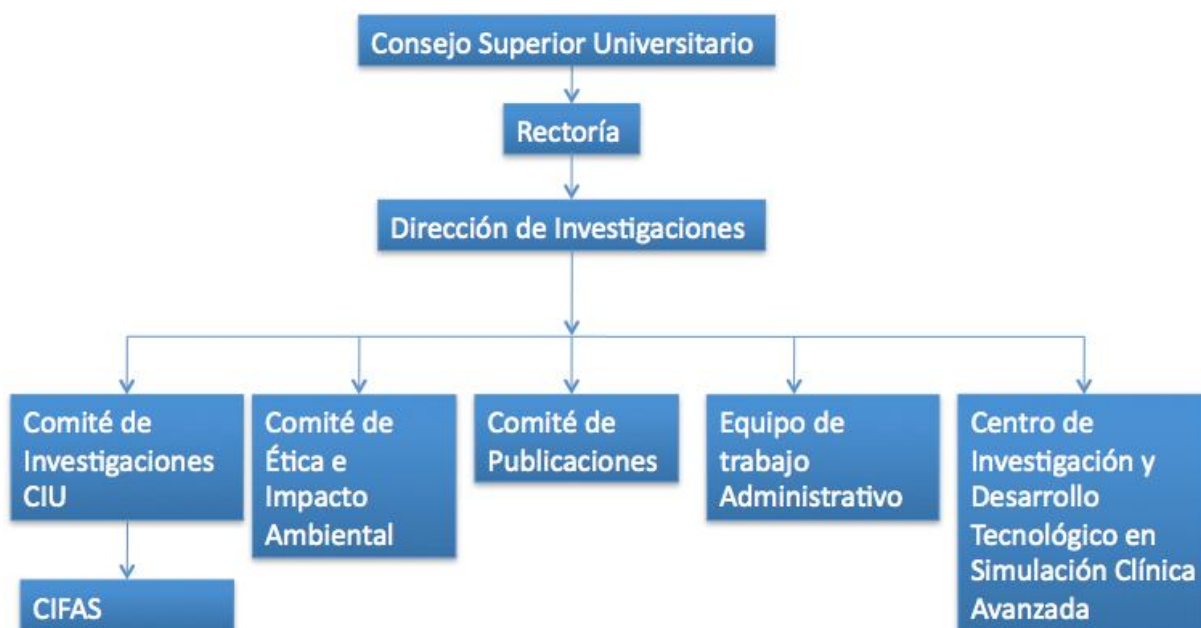 Consejo Superior Universitario
Rectoría
Dirección de Investigaciones
Comité de
Investigaciones
CIU
Comité de
Ética e
Impacto
Ambiental
Comité de
Publicaciones
Equipo de
trabajo
Administrativo
Centro de
Investigación y
Desarrollo
Tecnológico en
Simulación Clínica
Avanzada
CIFAS